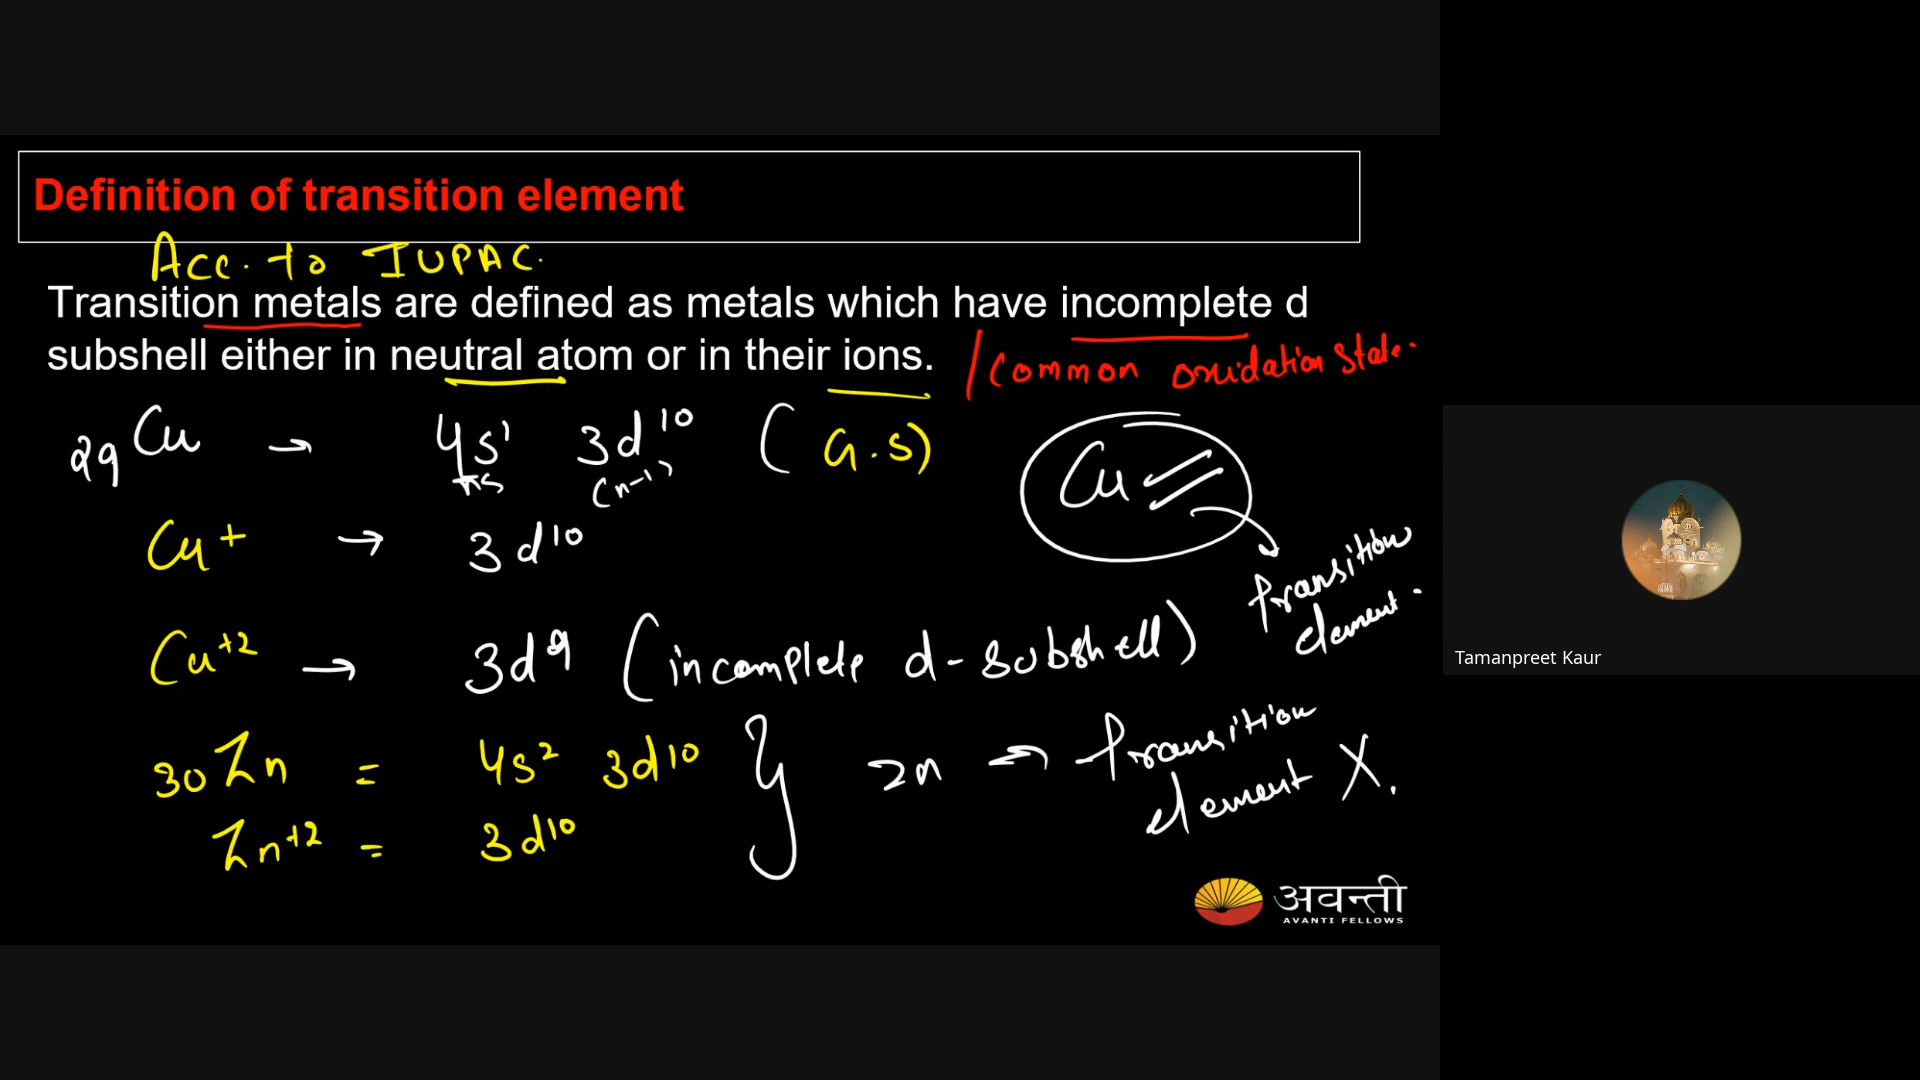 Definition of transition element
Acc. to IUPAC.
Transition metals are defined as metals which have incomplete d
subshell either in neutral atom or in their ions. / common oxidation state.
29Cu → 4s¹ 3d¹⁰ (G.S)
ns (n-1)
Cu
transition
element.
Cu+ → 3d¹⁰
Cu+2 → 3d⁹ (incomplete d-subshell)
30Zn = 4s² 3d¹⁰ } Zn → transition
element X.
Zn+2 = 3d¹⁰
अवन्ती
AVANTI FELLOWS
Tamanpreet Kaur